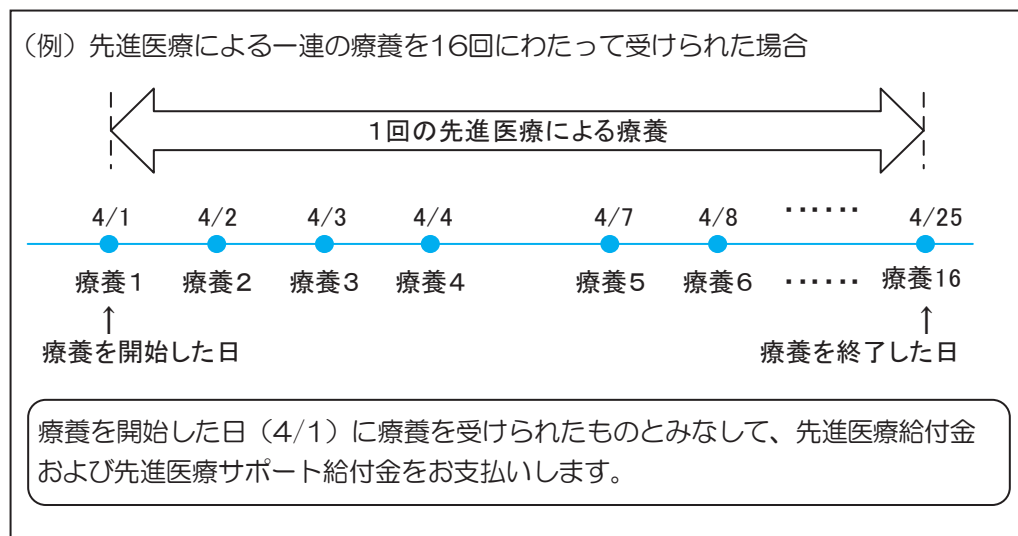 （例）先進医療による一連の療養を16回にわたって受けられた場合
1回の先進医療による療養
4/1 4/2 4/3 4/4 4/7 4/8 …… 4/25
療養1 療養2 療養3 療養4 療養5 療養6 …… 療養16
↑ ↑
療養を開始した日 療養を終了した日
療養を開始した日（4/1）に療養を受けられたものとみなして、先進医療給付金
および先進医療サポート給付金をお支払いします。